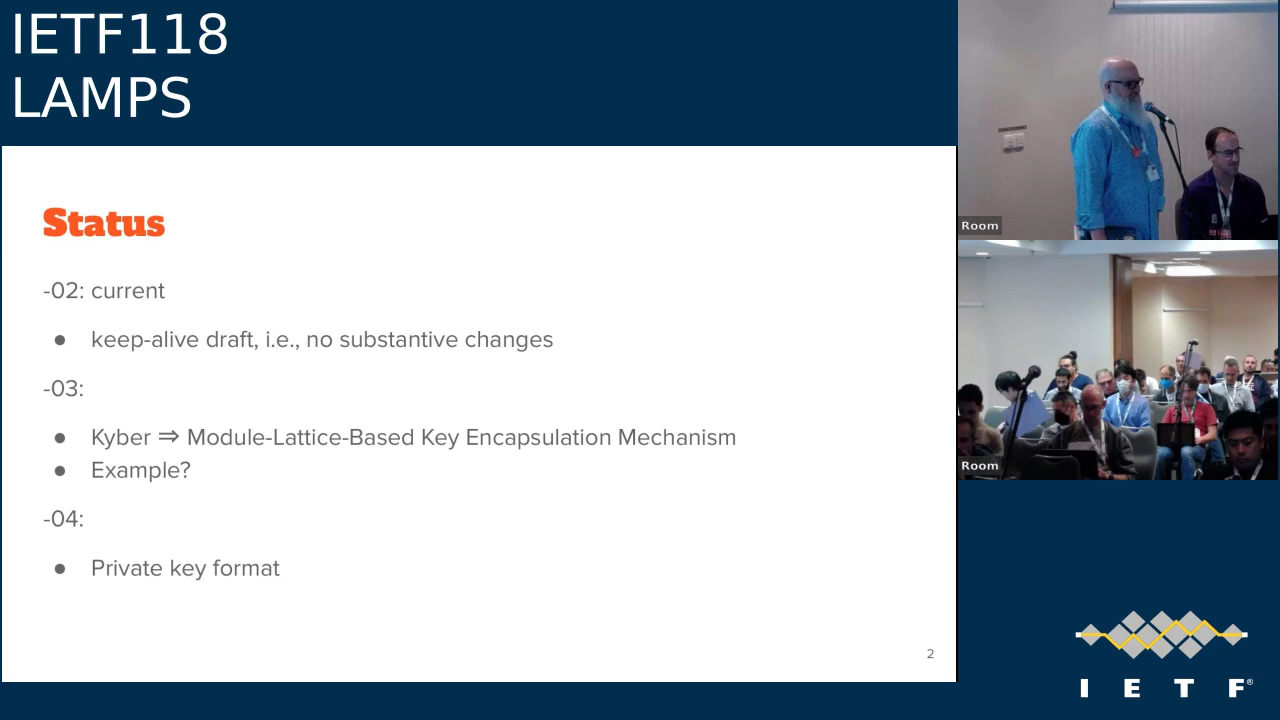 IETF118
LAMPS
Status
-02: current
● keep-alive draft, i.e., no substantive changes
-03:
● Kyber ⇒ Module-Lattice-Based Key Encapsulation Mechanism
● Example?
-04:
● Private key format
2
Room
Room
I E T F®